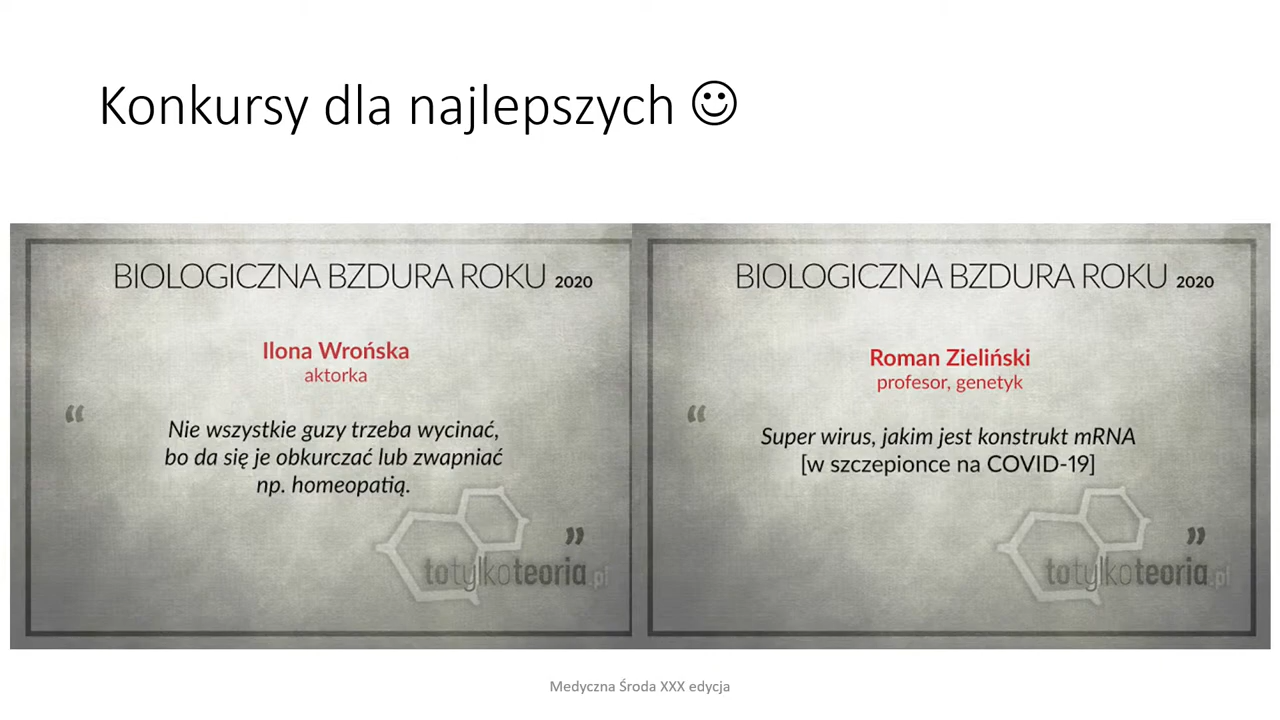 Konkursy dla najlepszych ☺
BIOLOGICZNA BZDURA ROKU 2020
Ilona Wrońska
aktorka
“
Nie wszystkie guzy trzeba wycinać,
bo da się je obkurczać lub zwapniać
np. homeopatią.
”
totylkoteoria.pl
BIOLOGICZNA BZDURA ROKU 2020
Roman Zieliński
profesor, genetyk
“
Super wirus, jakim jest konstrukt mRNA
[w szczepionce na COVID-19]
”
totylkoteoria.pl
Medyczna Środa XXX edycja